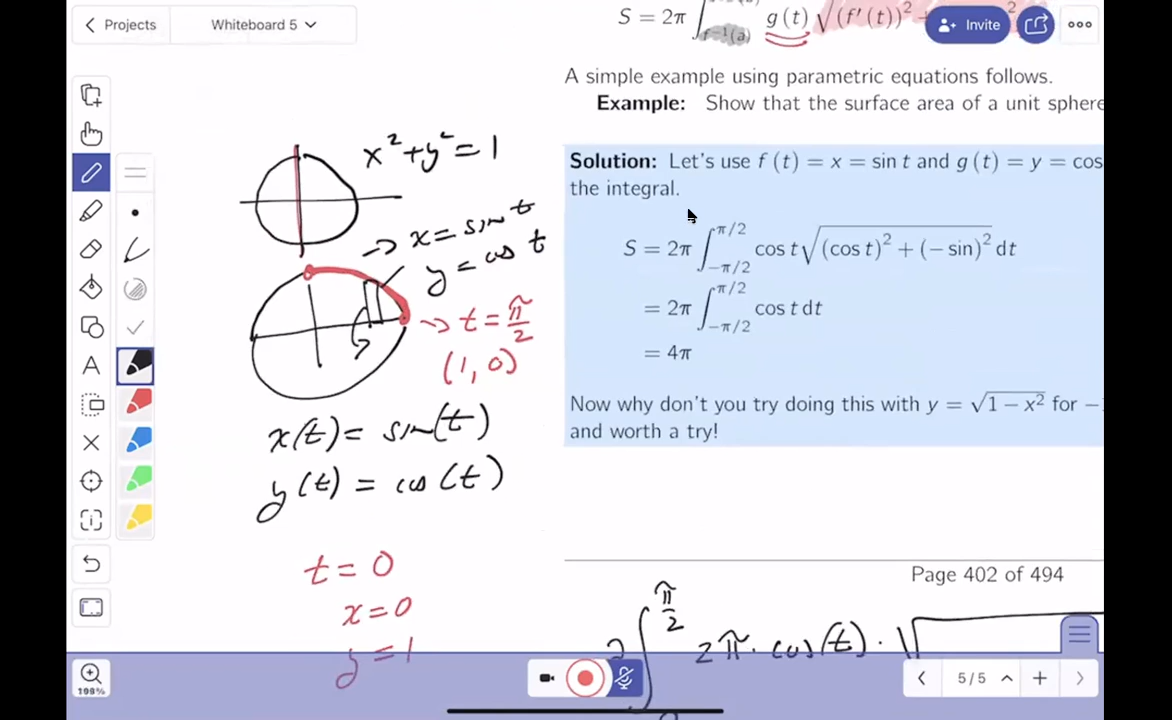 Projects
Whiteboard 5
Invite
S = 2π ∫_{f⁻¹(a)} g(t) √(f′(t))² + ²
A simple example using parametric equations follows.
Example: Show that the surface area of a unit sphere
Solution: Let's use f (t) = x = sin t and g (t) = y = cos
the integral.
S = 2π ∫_{−π/2}^{π/2} cos t √((cos t)² + (− sin)²) dt
= 2π ∫_{−π/2}^{π/2} cos t dt
= 4π
Now why don't you try doing this with y = √(1 − x²) for −
and worth a try!
Page 402 of 494
x² + y² = 1
→ x = sin t
y = cos t
→ t = π/2
(1, 0)
x(t) = sin(t)
y(t) = cos(t)
t = 0
x = 0
y = 1
2 ∫_0^{π/2} 2π · cos(t) · √
A
199%
5/5